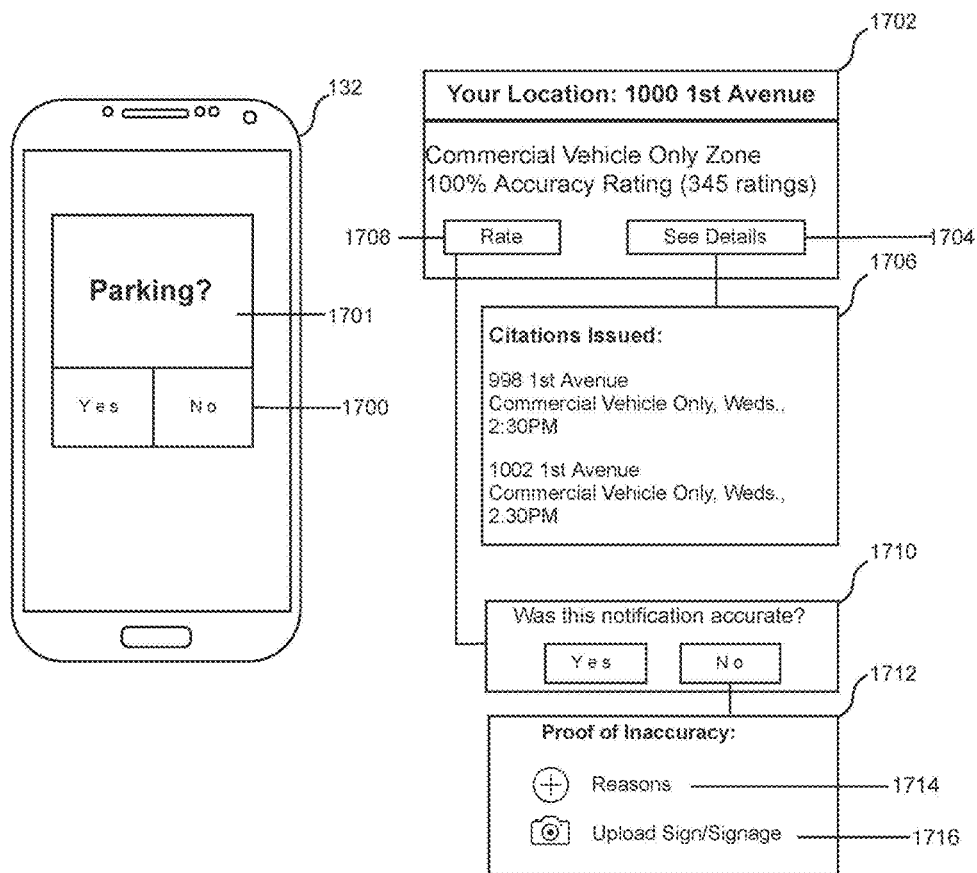 132
Parking?
1701
Yes No
1700
1702
Your Location: 1000 1st Avenue
Commercial Vehicle Only Zone
100% Accuracy Rating (345 ratings)
1708
Rate
See Details
1704
1706
Citations Issued:
998 1st Avenue
Commercial Vehicle Only, Weds.,
2:30PM
1002 1st Avenue
Commercial Vehicle Only, Weds.,
2.30PM
1710
Was this notification accurate?
Yes No
1712
Proof of Inaccuracy:
Reasons
1714
Upload Sign/Signage
1716